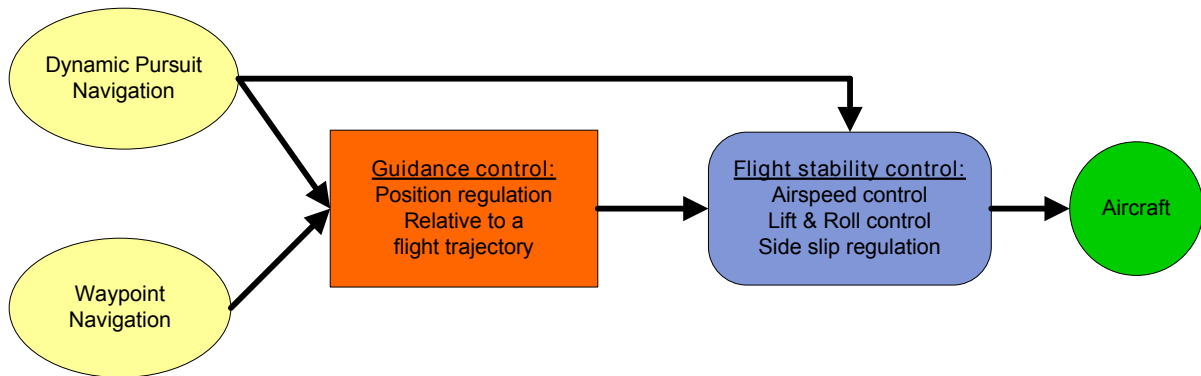 Dynamic Pursuit
Navigation
Guidance control:
Position regulation
Relative to a
flight trajectory
Flight stability control:
Airspeed control
Lift & Roll control
Side slip regulation
Aircraft
Waypoint
Navigation